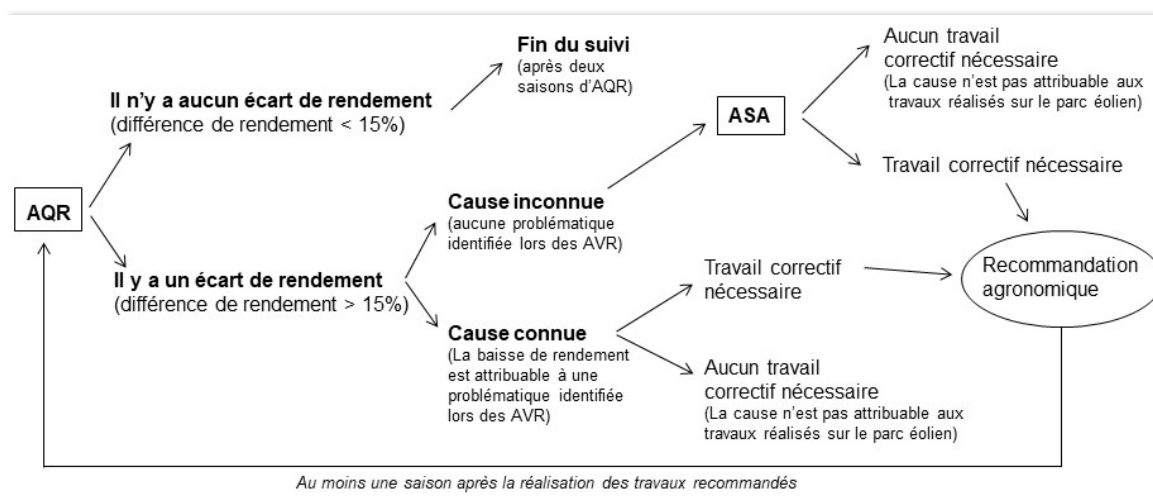 AQR
Il n'y a aucun écart de rendement
(différence de rendement < 15%)
Fin du suivi
(après deux
saisons d'AQR)
Il y a un écart de rendement
(différence de rendement > 15%)
Cause inconnue
(aucune problématique
identifiée lors des AVR)
ASA
Aucun travail
correctif nécessaire
(La cause n'est pas attribuable aux
travaux réalisés sur le parc éolien)
Travail correctif nécessaire
Cause connue
(La baisse de rendement
est attribuable à une
problématique identifiée
lors des AVR)
Travail correctif
nécessaire
Aucun travail
correctif nécessaire
(La cause n'est pas attribuable aux
travaux réalisés sur le parc éolien)
Recommandation
agronomique
Au moins une saison après la réalisation des travaux recommandés